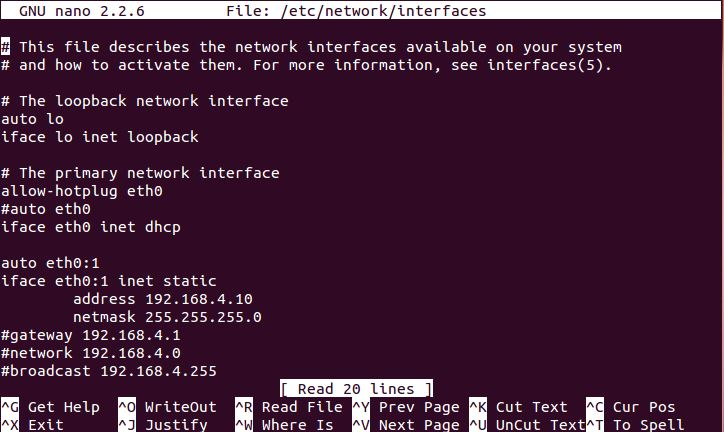 GNU nano 2.2.6 File: /etc/network/interfaces
# This file describes the network interfaces available on your system
# and how to activate them. For more information, see interfaces(5).
# The loopback network interface
auto lo
iface lo inet loopback
# The primary network interface
allow-hotplug eth0
#auto eth0
iface eth0 inet dhcp
auto eth0:1
iface eth0:1 inet static
address 192.168.4.10
netmask 255.255.255.0
#gateway 192.168.4.1
#network 192.168.4.0
#broadcast 192.168.4.255
[ Read 20 lines ]
^G Get Help ^O WriteOut ^R Read File ^Y Prev Page ^K Cut Text ^C Cur Pos
^X Exit ^J Justify ^W Where Is ^V Next Page ^U UnCut Text ^T To Spell